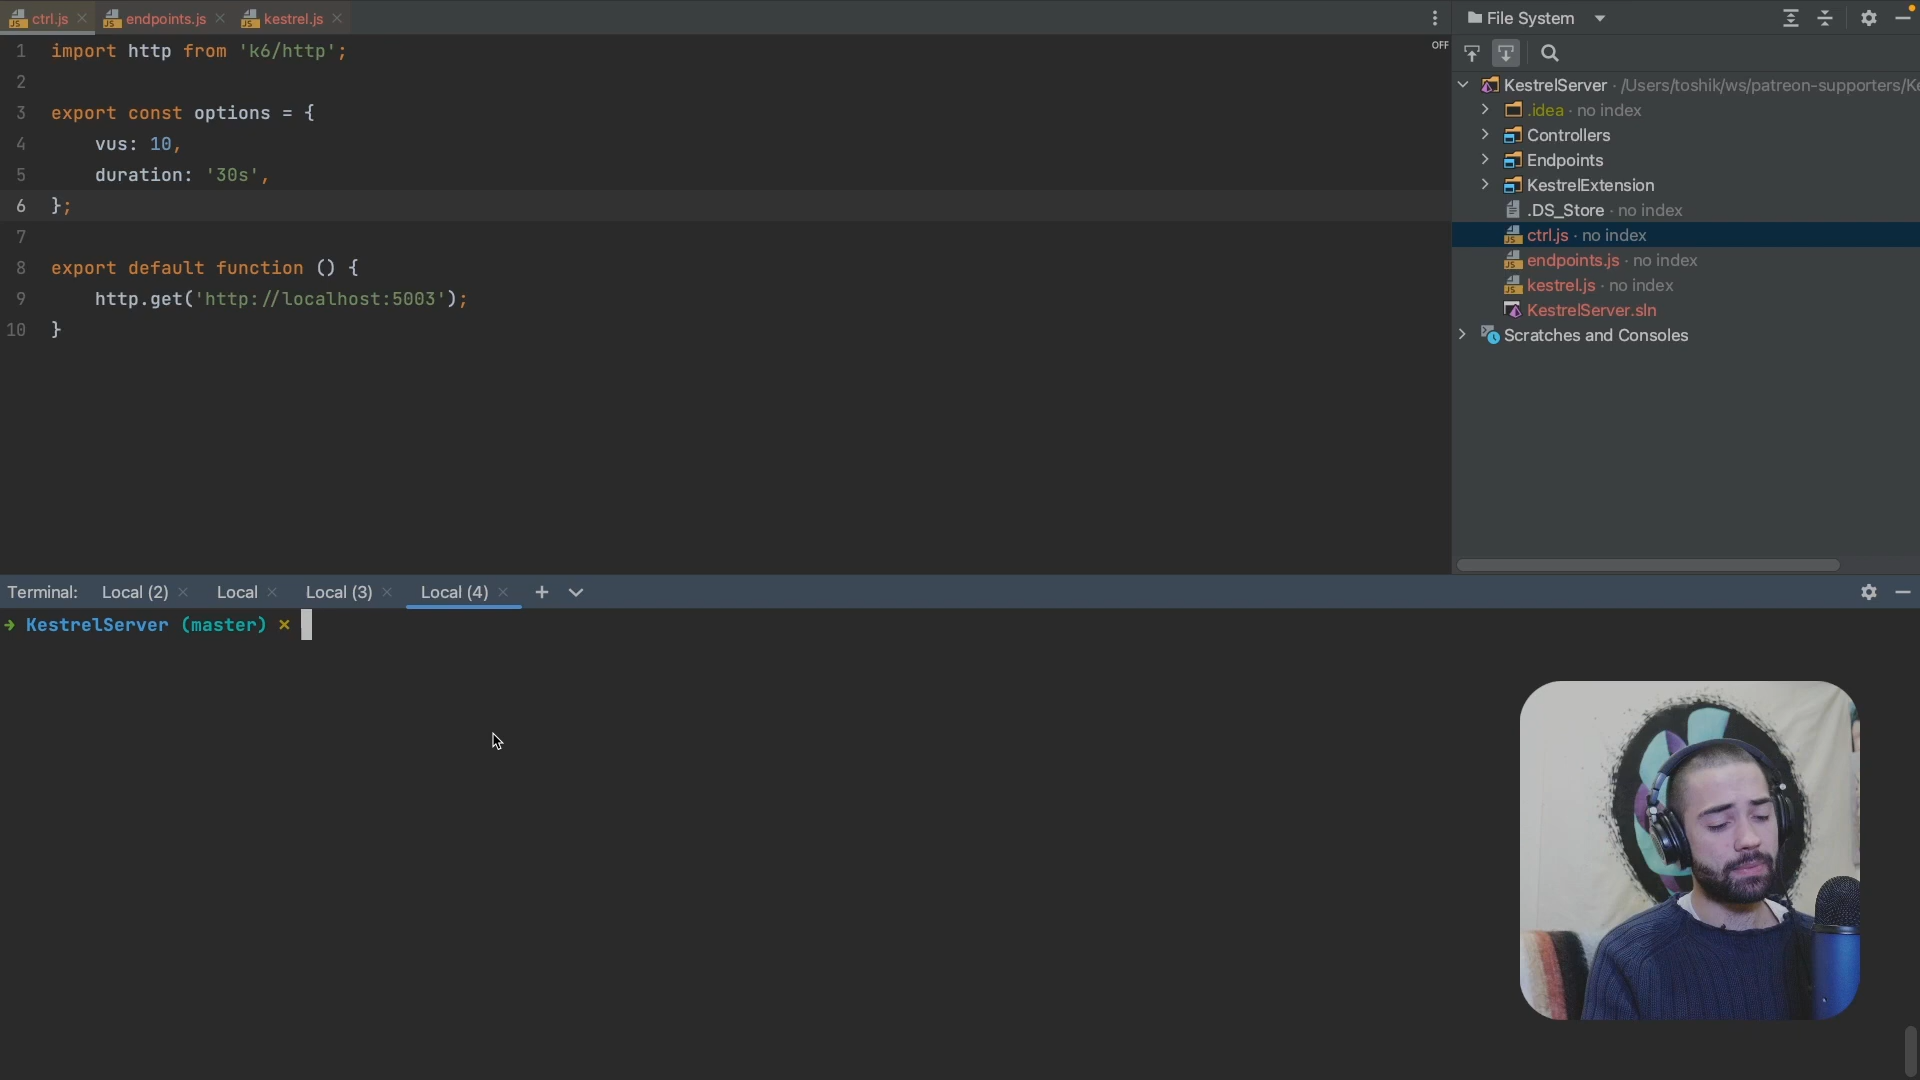 ctrl.js
endpoints.js
kestrel.js
1 import http from 'k6/http';
2
3 export const options = {
4 vus: 10,
5 duration: '30s',
6 };
7
8 export default function () {
9 http.get('http://localhost:5003');
10 }
OFF
File System
KestrelServer · /Users/toshik/ws/patreon-supporters/Ke
.idea · no index
Controllers
Endpoints
KestrelExtension
.DS_Store · no index
ctrl.js · no index
endpoints.js · no index
kestrel.js · no index
KestrelServer.sln
Scratches and Consoles
Terminal: Local (2) Local Local (3) Local (4)
➜ KestrelServer (master) ✗